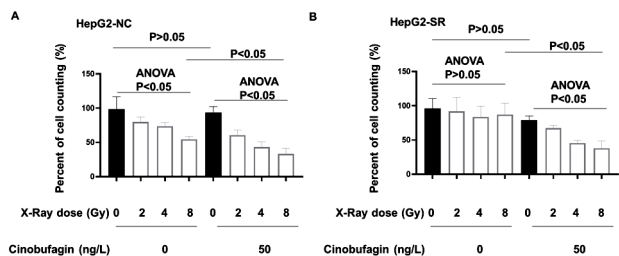 A
HepG2-NC
P>0.05
P<0.05
ANOVA
P<0.05
ANOVA
P<0.05
Percent of cell counting (%)
150
100
50
0
X-Ray dose (Gy) 0 2 4 8 0 2 4 8
Cinobufagin (ng/L) 0 50
B
HepG2-SR
P>0.05
P<0.05
ANOVA
P>0.05
ANOVA
P<0.05
Percent of cell counting (%)
150
100
50
0
X-Ray dose (Gy) 0 2 4 8 0 2 4 8
Cinobufagin (ng/L) 0 50